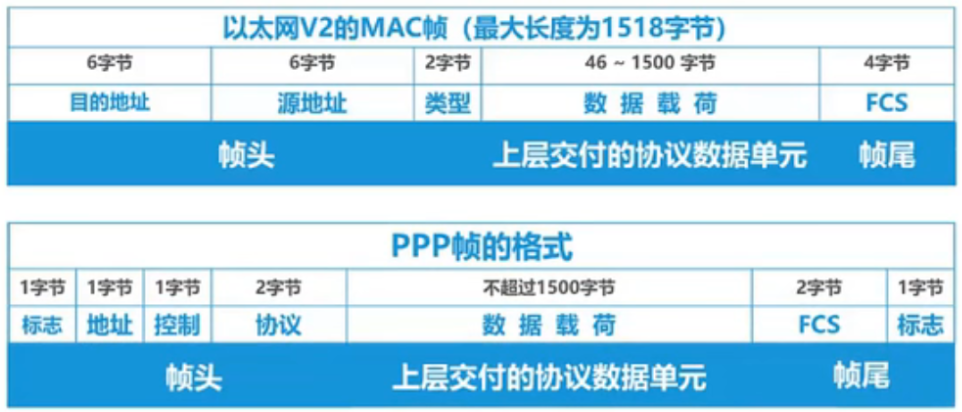 以太网V2的MAC帧（最大长度为1518字节）
6字节 6字节 2字节 46 ~ 1500 字节 4字节
目的地址 源地址 类型 数 据 载 荷 FCS
帧头 上层交付的协议数据单元 帧尾
PPP帧的格式
1字节 1字节 1字节 2字节 不超过1500字节 2字节 1字节
标志 地址 控制 协议 数 据 载 荷 FCS 标志
帧头 上层交付的协议数据单元 帧尾